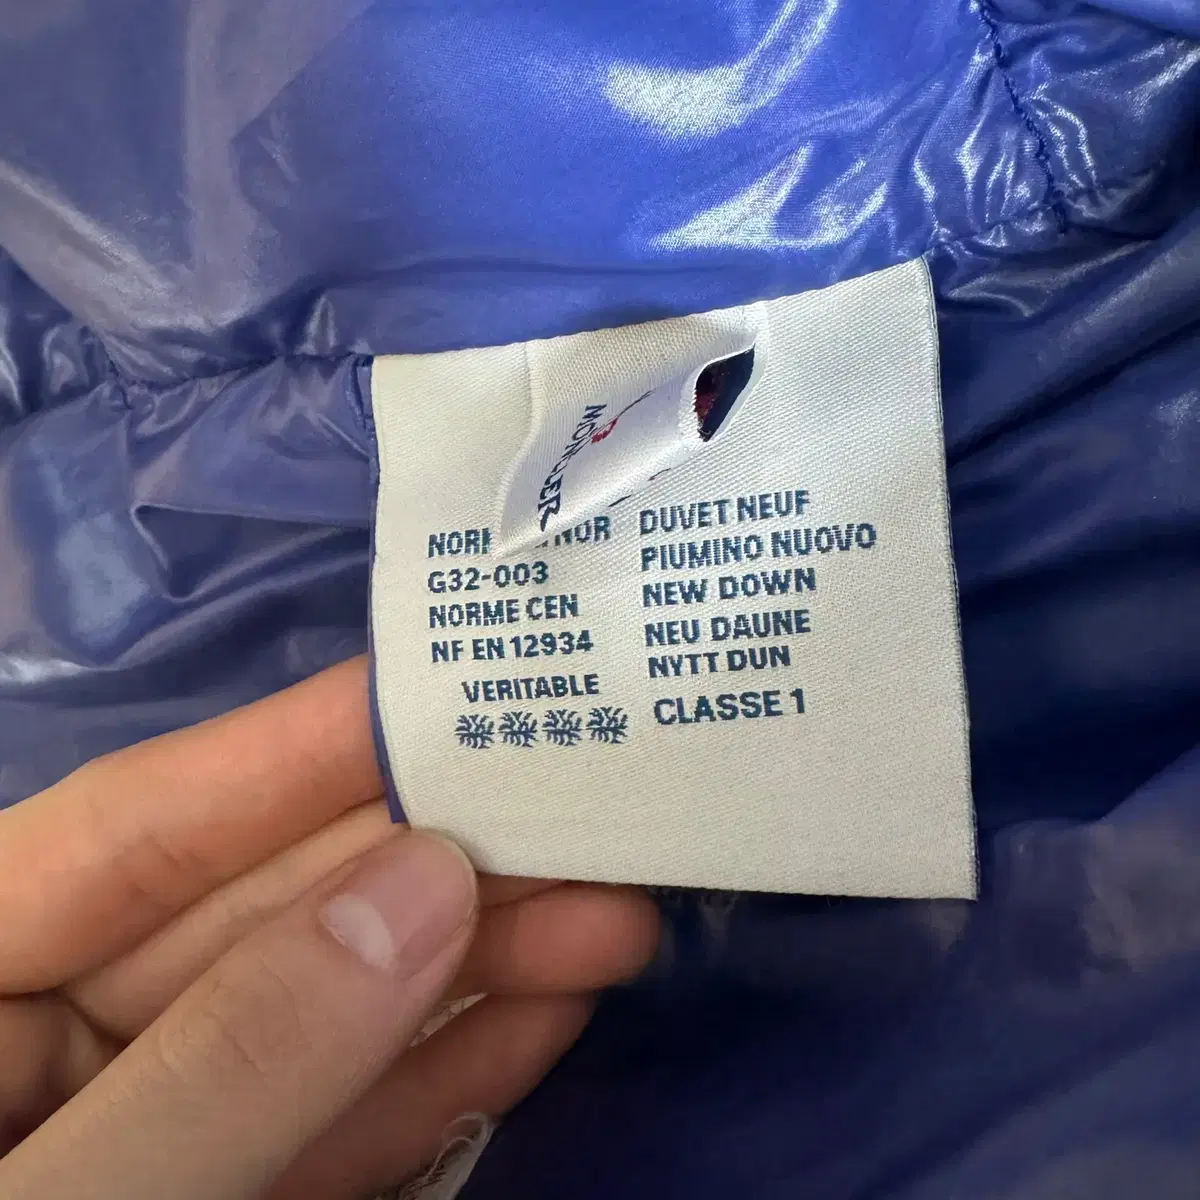 MONCLER
NOR
G32-003
NORME CEN
NF EN 12934
VERITABLE
DUVET NEUF
PIUMINO NUOVO
NEW DOWN
NEU DAUNE
NYTT DUN
CLASSE 1